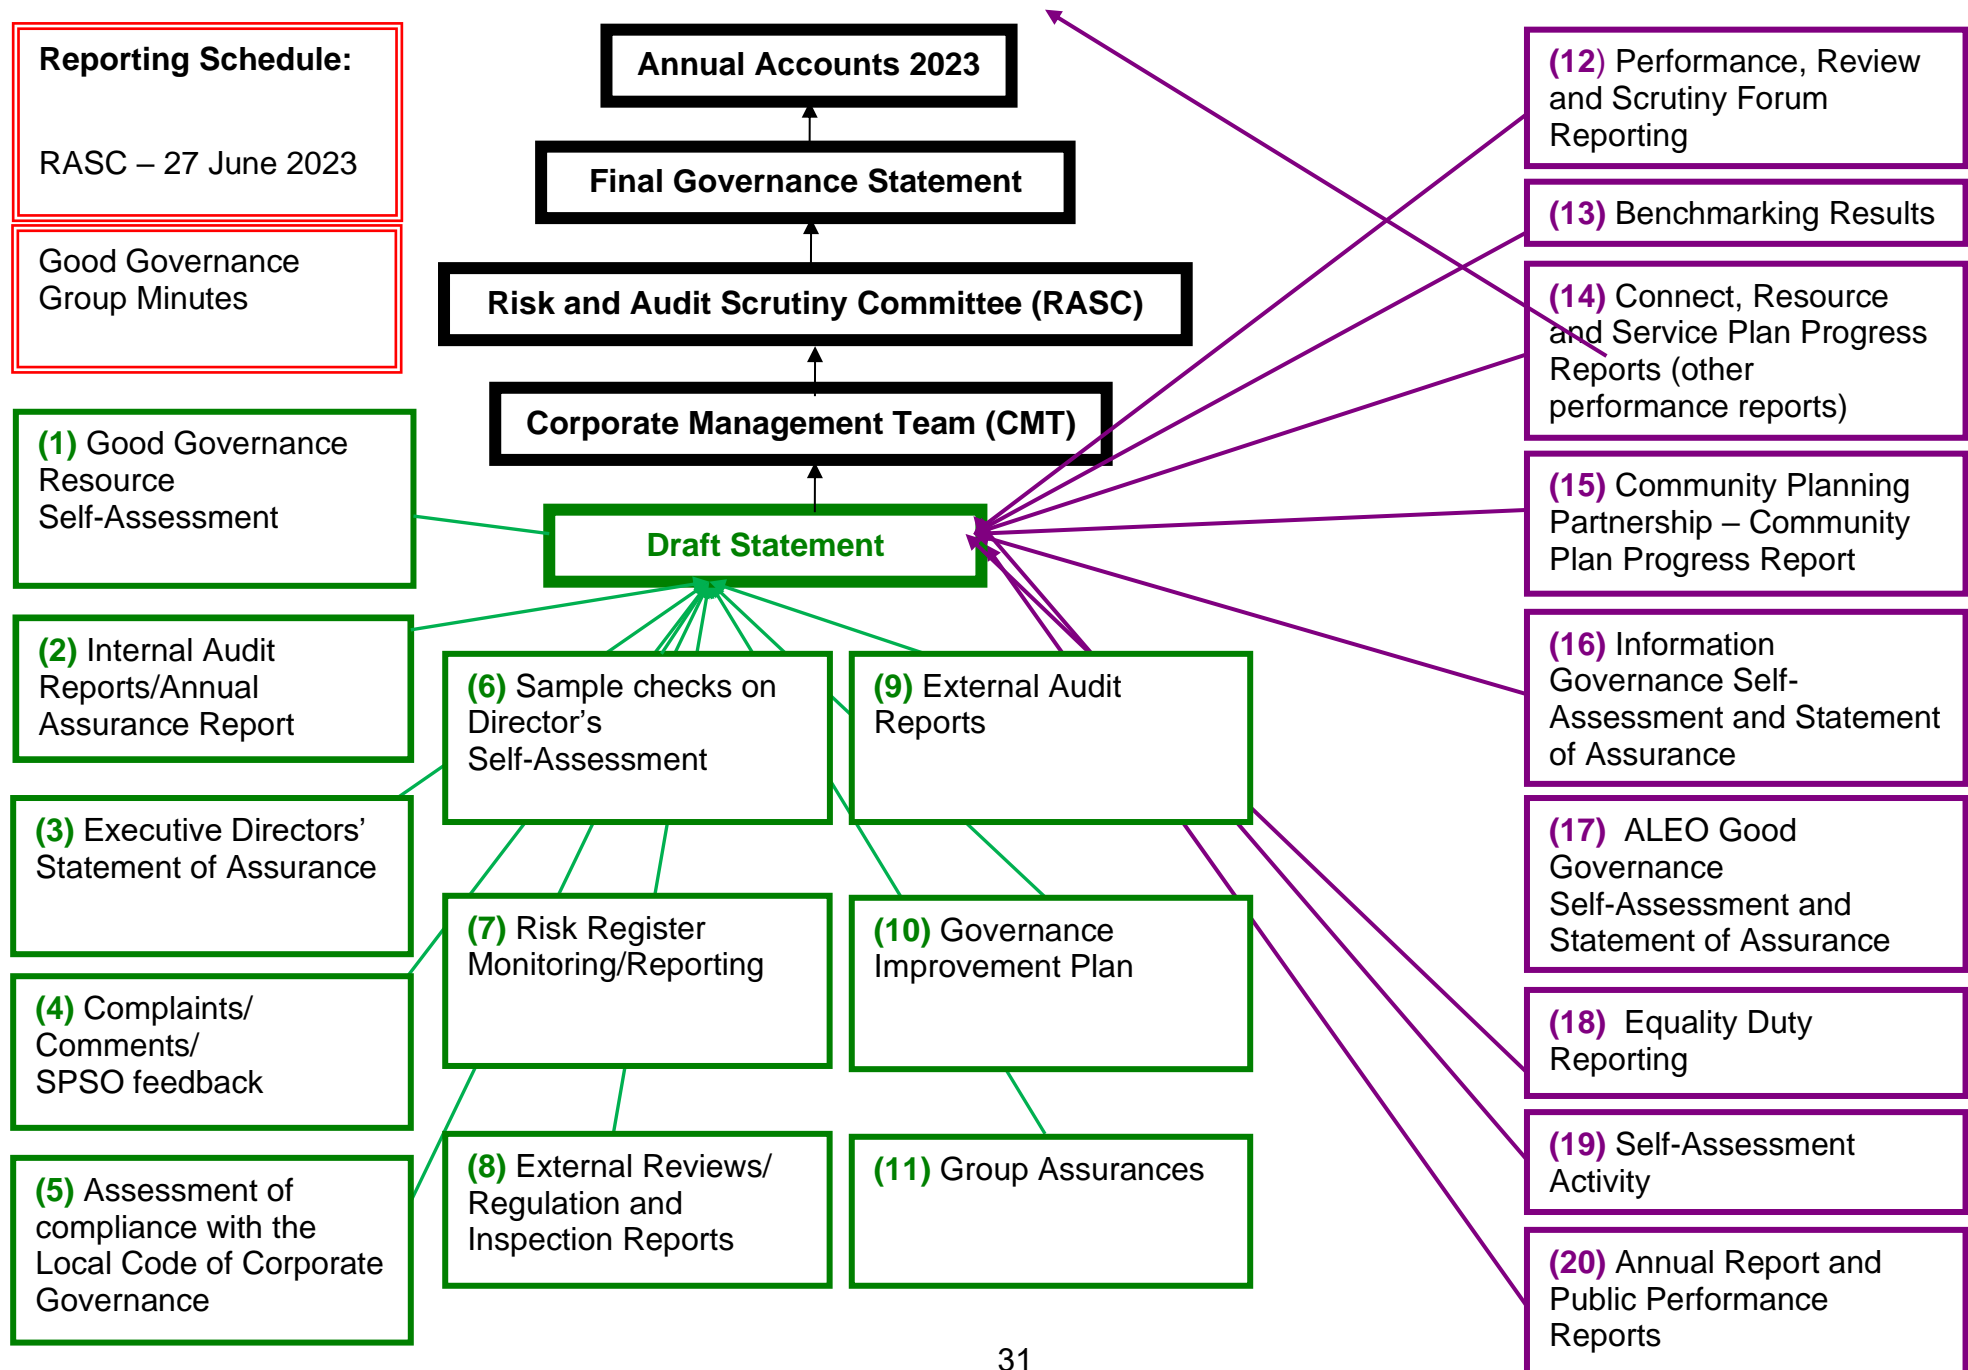 Reporting Schedule:
RASC – 27 June 2023
Good Governance
Group Minutes
Annual Accounts 2023
Final Governance Statement
Risk and Audit Scrutiny Committee (RASC)
Corporate Management Team (CMT)
Draft Statement
(1) Good Governance
Resource
Self-Assessment
(2) Internal Audit
Reports/Annual
Assurance Report
(3) Executive Directors’
Statement of Assurance
(4) Complaints/
Comments/
SPSO feedback
(5) Assessment of
compliance with the
Local Code of Corporate
Governance
(6) Sample checks on
Director’s
Self-Assessment
(7) Risk Register
Monitoring/Reporting
(8) External Reviews/
Regulation and
Inspection Reports
(9) External Audit
Reports
(10) Governance
Improvement Plan
(11) Group Assurances
(12) Performance, Review
and Scrutiny Forum
Reporting
(13) Benchmarking Results
(14) Connect, Resource
and Service Plan Progress
Reports (other
performance reports)
(15) Community Planning
Partnership – Community
Plan Progress Report
(16) Information
Governance Self-
Assessment and Statement
of Assurance
(17) ALEO Good
Governance
Self-Assessment and
Statement of Assurance
(18) Equality Duty
Reporting
(19) Self-Assessment
Activity
(20) Annual Report and
Public Performance
Reports
31